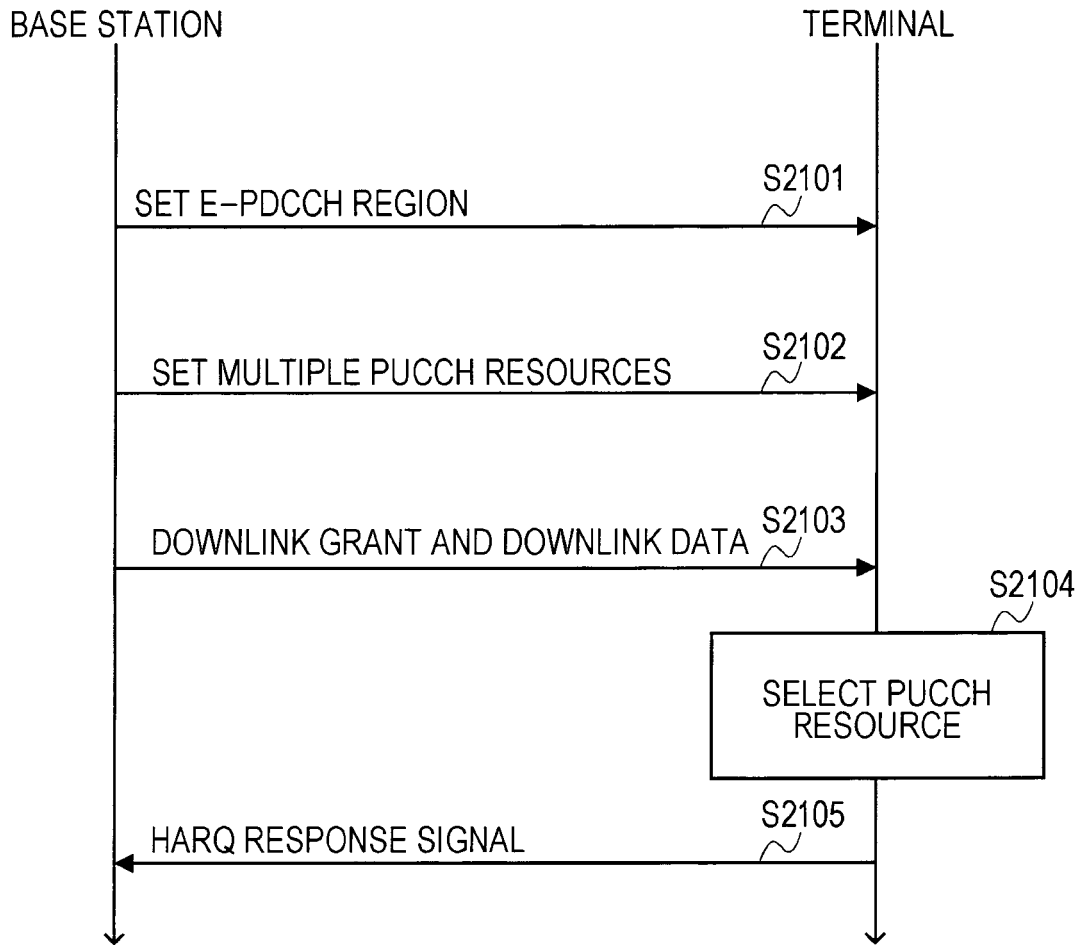 BASE STATION
TERMINAL
S2101
SET E-PDCCH REGION
S2102
SET MULTIPLE PUCCH RESOURCES
S2103
DOWNLINK GRANT AND DOWNLINK DATA
S2104
SELECT PUCCH
RESOURCE
S2105
HARQ RESPONSE SIGNAL